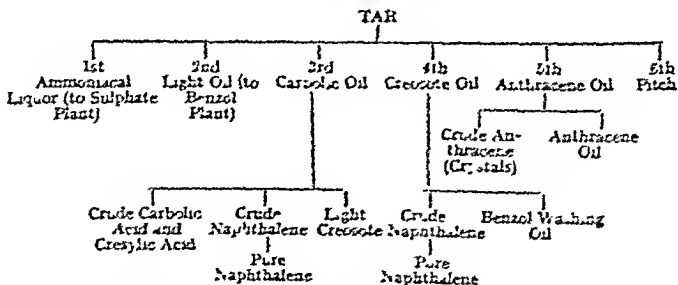 TAR
1st
Ammoniacal
Liquor (to Sulphate
Plant)
2nd
Light Oil (to
Benzol
Plant)
3rd
Carbolic Oil
4th
Creosote Oil
5th
Anthracene Oil
6th
Pitch
Crude An-
thracene
(Crystals)
Anthracene
Oil
Crude Carbolic
Acid and
Cresylic Acid
Crude
Naphthalene
Pure
Naphthalene
Light
Creosote
Crude
Naphthalene
Pure
Naphthalene
Benzol Washing
Oil